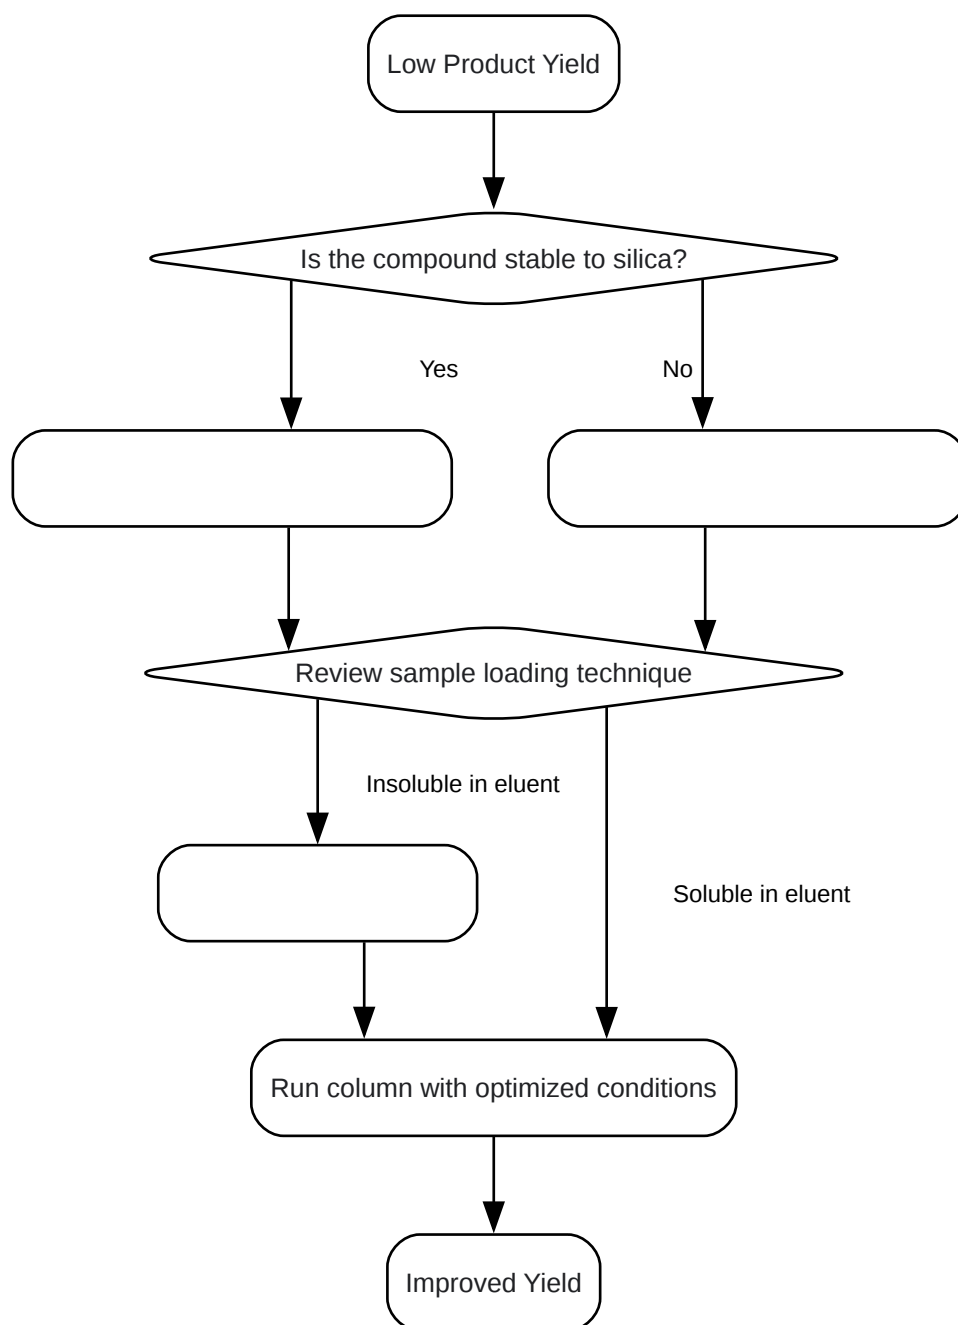 Low Product Yield
Is the compound stable to silica?
Yes
No
Review sample loading technique
Insoluble in eluent
Soluble in eluent
Run column with optimized conditions
Improved Yield